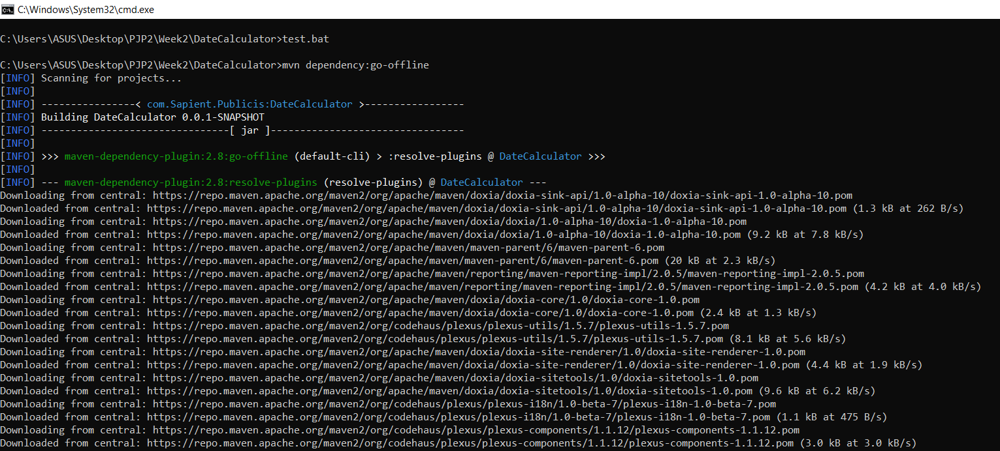 C:\Windows\System32\cmd.exe
C:\Users\ASUS\Desktop\PJP2\Week2\DateCalculator>test.bat
C:\Users\ASUS\Desktop\PJP2\Week2\DateCalculator>mvn dependency:go-offline
[INFO] Scanning for projects...
[INFO]
[INFO] ----------------< com.Sapient.Publicis:DateCalculator >-----------------
[INFO] Building DateCalculator 0.0.1-SNAPSHOT
[INFO] --------------------------------[ jar ]---------------------------------
[INFO]
[INFO] >>> maven-dependency-plugin:2.8:go-offline (default-cli) > :resolve-plugins @ DateCalculator >>>
[INFO]
[INFO] --- maven-dependency-plugin:2.8:resolve-plugins (resolve-plugins) @ DateCalculator ---
Downloading from central: https://repo.maven.apache.org/maven2/org/apache/maven/doxia/doxia-sink-api/1.0-alpha-10/doxia-sink-api-1.0-alpha-10.pom
Downloaded from central: https://repo.maven.apache.org/maven2/org/apache/maven/doxia/doxia-sink-api/1.0-alpha-10/doxia-sink-api-1.0-alpha-10.pom (1.3 kB at 262 B/s)
Downloading from central: https://repo.maven.apache.org/maven2/org/apache/maven/doxia/doxia/1.0-alpha-10/doxia-1.0-alpha-10.pom
Downloaded from central: https://repo.maven.apache.org/maven2/org/apache/maven/doxia/doxia/1.0-alpha-10/doxia-1.0-alpha-10.pom (9.2 kB at 7.8 kB/s)
Downloading from central: https://repo.maven.apache.org/maven2/org/apache/maven/maven-parent/6/maven-parent-6.pom
Downloaded from central: https://repo.maven.apache.org/maven2/org/apache/maven/maven-parent/6/maven-parent-6.pom (20 kB at 2.3 kB/s)
Downloading from central: https://repo.maven.apache.org/maven2/org/apache/maven/reporting/maven-reporting-impl/2.0.5/maven-reporting-impl-2.0.5.pom
Downloaded from central: https://repo.maven.apache.org/maven2/org/apache/maven/reporting/maven-reporting-impl/2.0.5/maven-reporting-impl-2.0.5.pom (4.2 kB at 4.0 kB/s)
Downloading from central: https://repo.maven.apache.org/maven2/org/apache/maven/doxia/doxia-core/1.0/doxia-core-1.0.pom
Downloaded from central: https://repo.maven.apache.org/maven2/org/apache/maven/doxia/doxia-core/1.0/doxia-core-1.0.pom (2.4 kB at 1.3 kB/s)
Downloading from central: https://repo.maven.apache.org/maven2/org/codehaus/plexus/plexus-utils/1.5.7/plexus-utils-1.5.7.pom
Downloaded from central: https://repo.maven.apache.org/maven2/org/codehaus/plexus/plexus-utils/1.5.7/plexus-utils-1.5.7.pom (8.1 kB at 5.6 kB/s)
Downloading from central: https://repo.maven.apache.org/maven2/org/apache/maven/doxia/doxia-site-renderer/1.0/doxia-site-renderer-1.0.pom
Downloaded from central: https://repo.maven.apache.org/maven2/org/apache/maven/doxia/doxia-site-renderer/1.0/doxia-site-renderer-1.0.pom (4.4 kB at 1.9 kB/s)
Downloading from central: https://repo.maven.apache.org/maven2/org/apache/maven/doxia/doxia-sitetools/1.0/doxia-sitetools-1.0.pom
Downloaded from central: https://repo.maven.apache.org/maven2/org/apache/maven/doxia/doxia-sitetools/1.0/doxia-sitetools-1.0.pom (9.6 kB at 6.2 kB/s)
Downloading from central: https://repo.maven.apache.org/maven2/org/codehaus/plexus/plexus-i18n/1.0-beta-7/plexus-i18n-1.0-beta-7.pom
Downloaded from central: https://repo.maven.apache.org/maven2/org/codehaus/plexus/plexus-i18n/1.0-beta-7/plexus-i18n-1.0-beta-7.pom (1.1 kB at 475 B/s)
Downloading from central: https://repo.maven.apache.org/maven2/org/codehaus/plexus/plexus-components/1.1.12/plexus-components-1.1.12.pom
Downloaded from central: https://repo.maven.apache.org/maven2/org/codehaus/plexus/plexus-components/1.1.12/plexus-components-1.1.12.pom (3.0 kB at 3.0 kB/s)